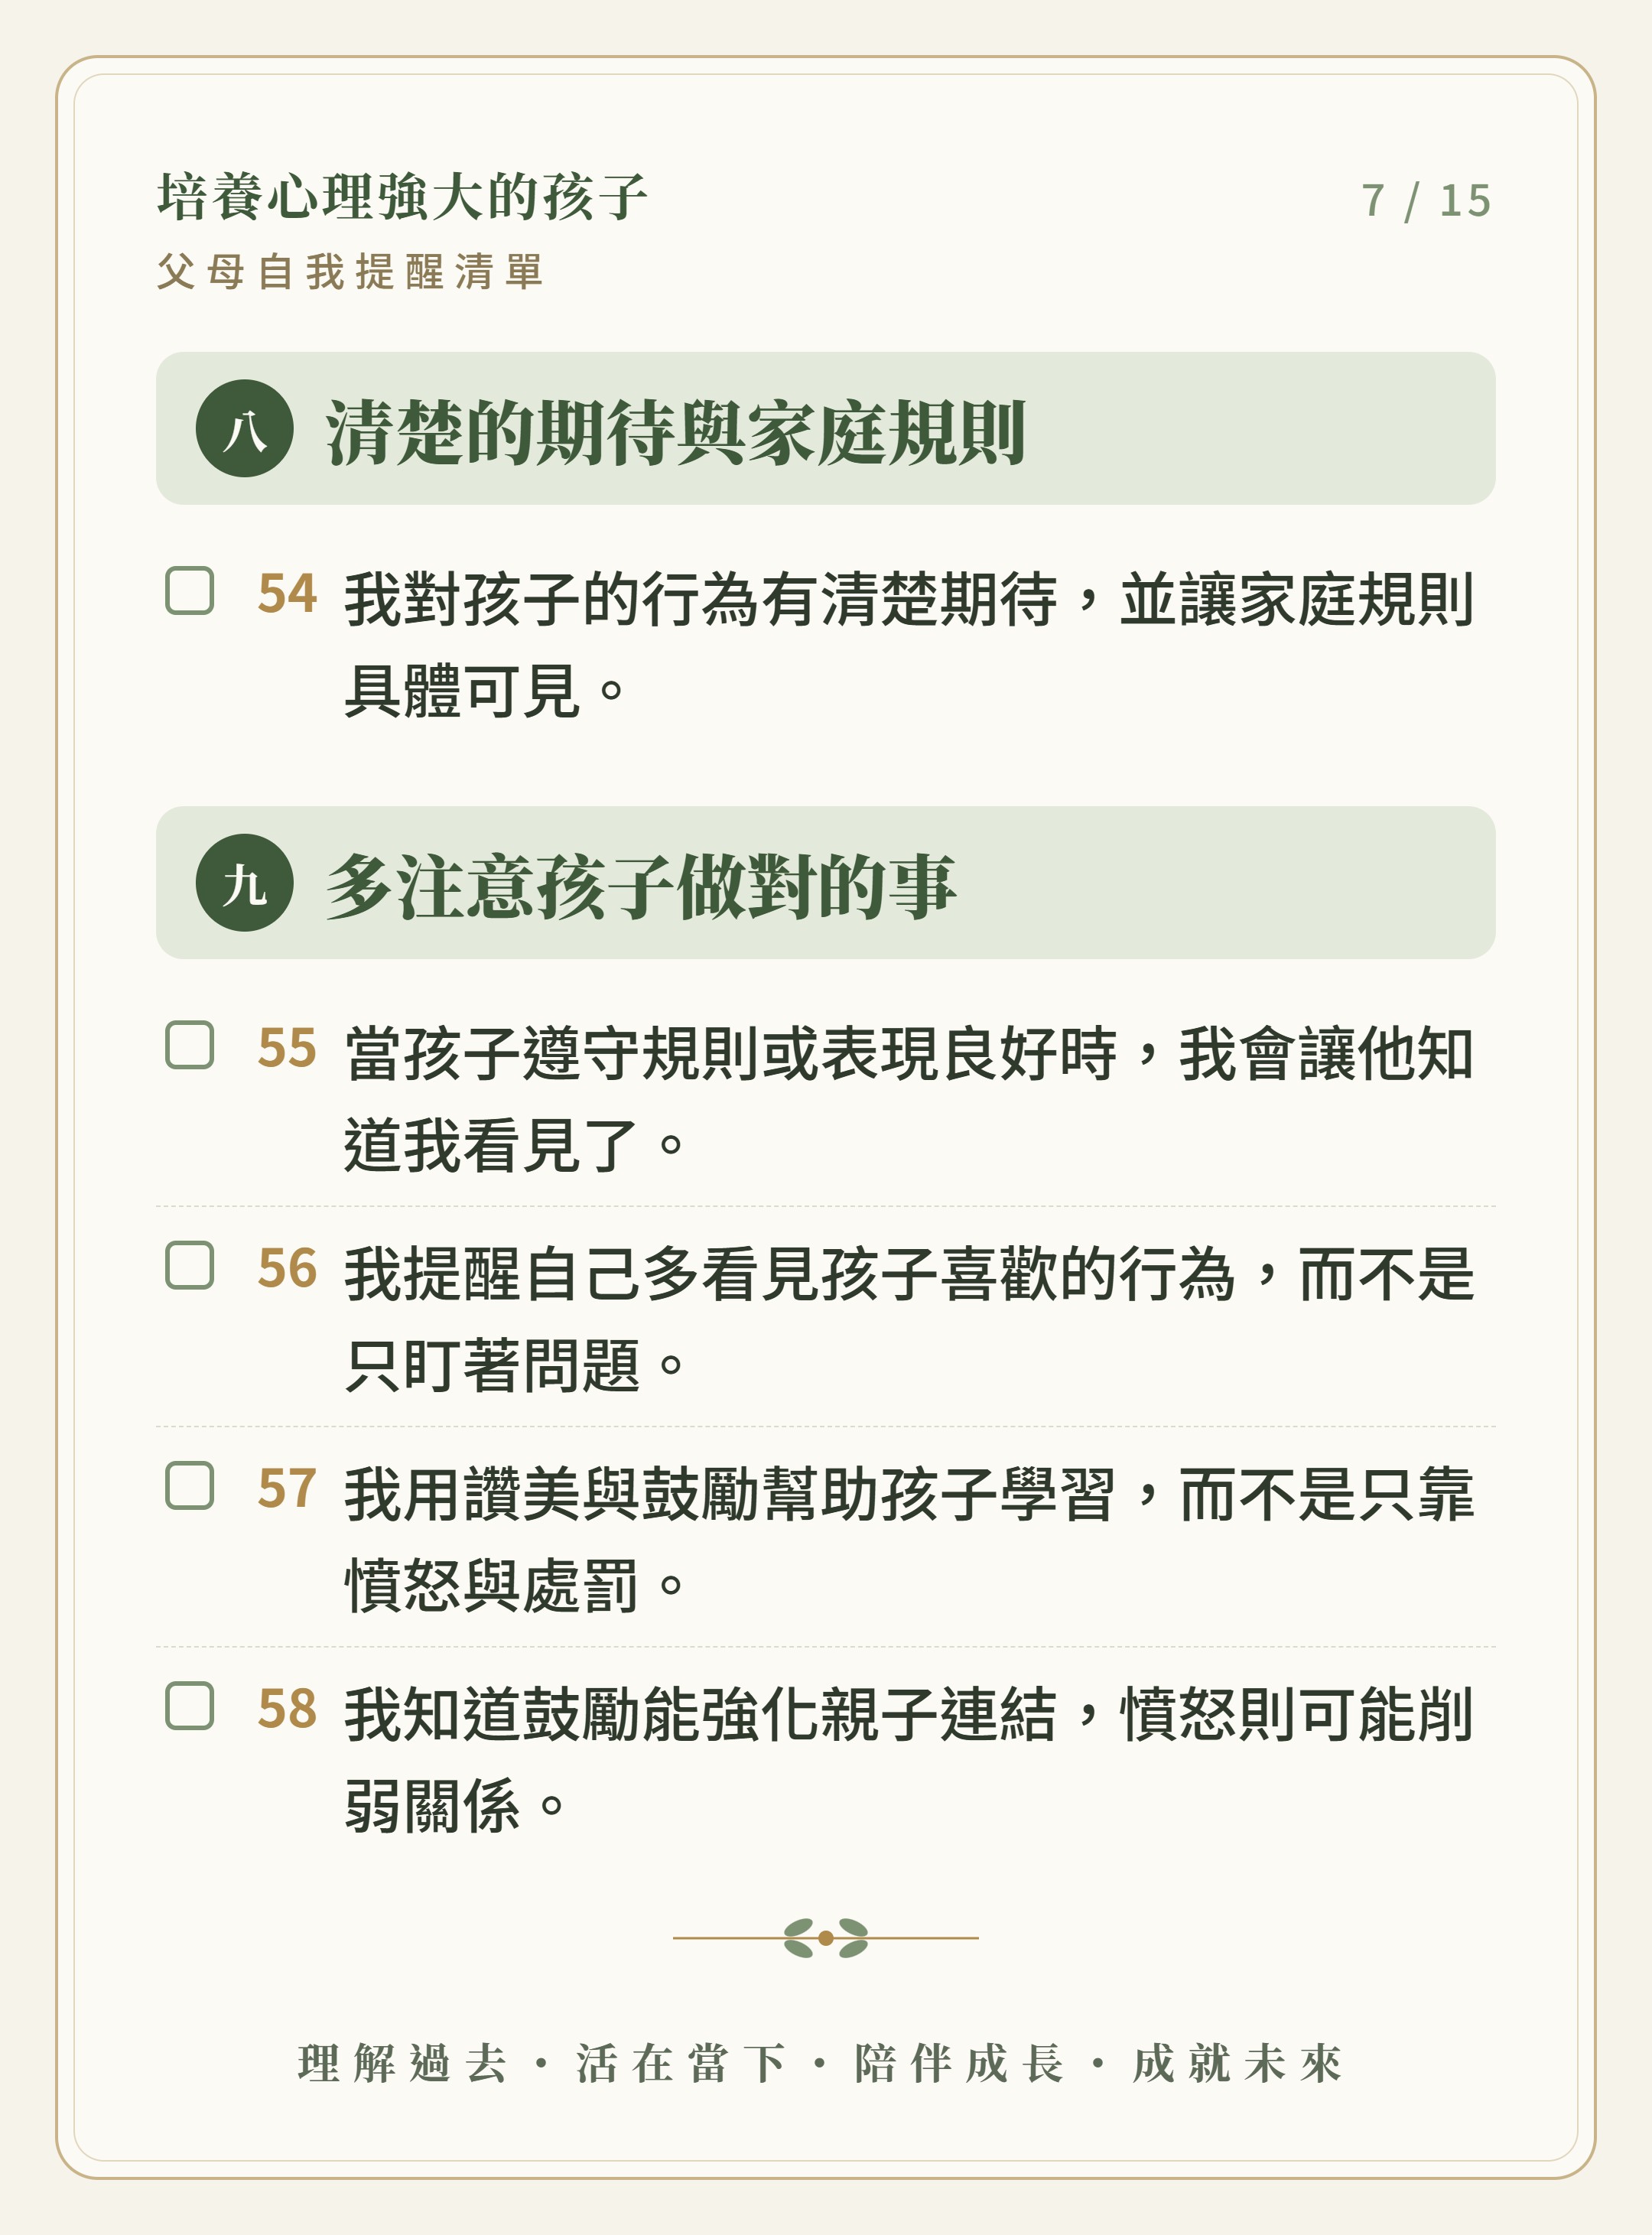 培養心理強大的孩子
7 / 15
父母自我提醒清單
八 清楚的期待與家庭規則
54 我對孩子的行為有清楚期待，並讓家庭規則
具體可見。
九 多注意孩子做對的事
55 當孩子遵守規則或表現良好時，我會讓他知
道我看見了。
56 我提醒自己多看見孩子喜歡的行為，而不是
只盯著問題。
57 我用讚美與鼓勵幫助孩子學習，而不是只靠
憤怒與處罰。
58 我知道鼓勵能強化親子連結，憤怒則可能削
弱關係。
理解過去・活在當下・陪伴成長・成就未來